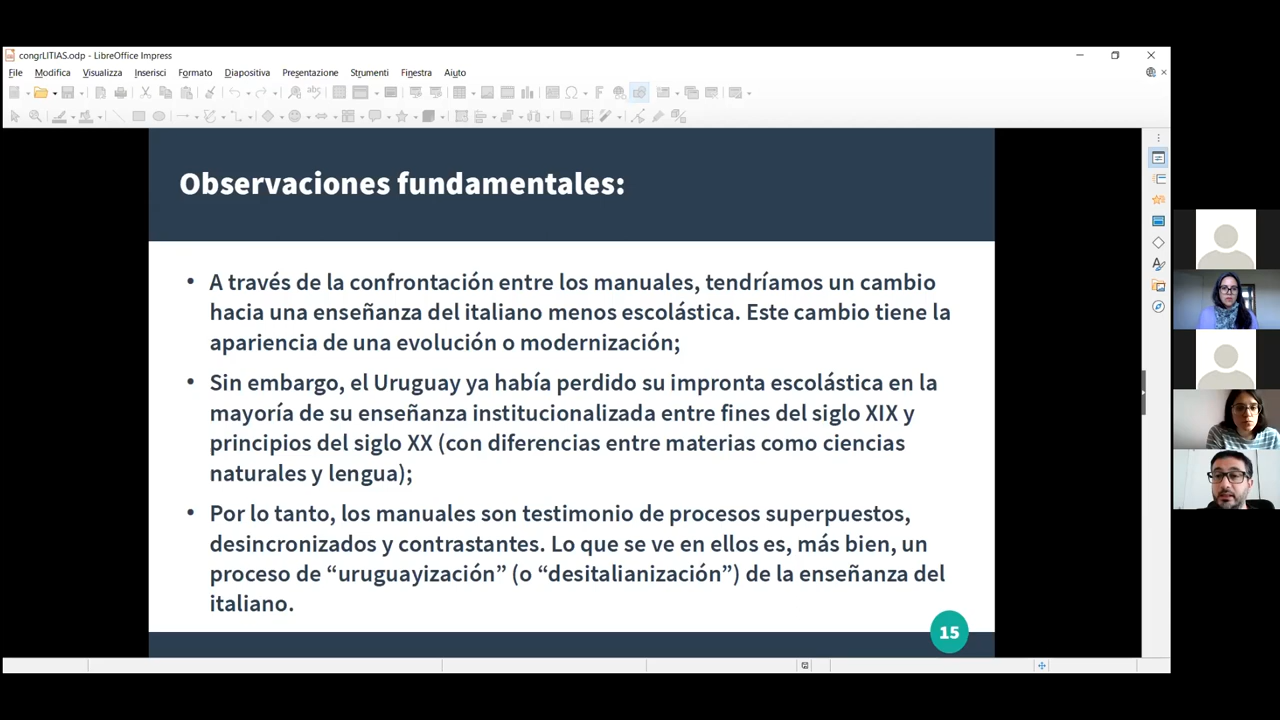 congrLITIAS.odp - LibreOffice Impress
File Modifica Visualizza Inserisci Formato Diapositiva Presentazione Strumenti Finestra Aiuto
Observaciones fundamentales:
• A través de la confrontación entre los manuales, tendríamos un cambio
hacia una enseñanza del italiano menos escolástica. Este cambio tiene la
apariencia de una evolución o modernización;
• Sin embargo, el Uruguay ya había perdido su impronta escolástica en la
mayoría de su enseñanza institucionalizada entre fines del siglo XIX y
principios del siglo XX (con diferencias entre materias como ciencias
naturales y lengua);
• Por lo tanto, los manuales son testimonio de procesos superpuestos,
desincronizados y contrastantes. Lo que se ve en ellos es, más bien, un
proceso de “uruguayización” (o “desitalianización”) de la enseñanza del
italiano.
15